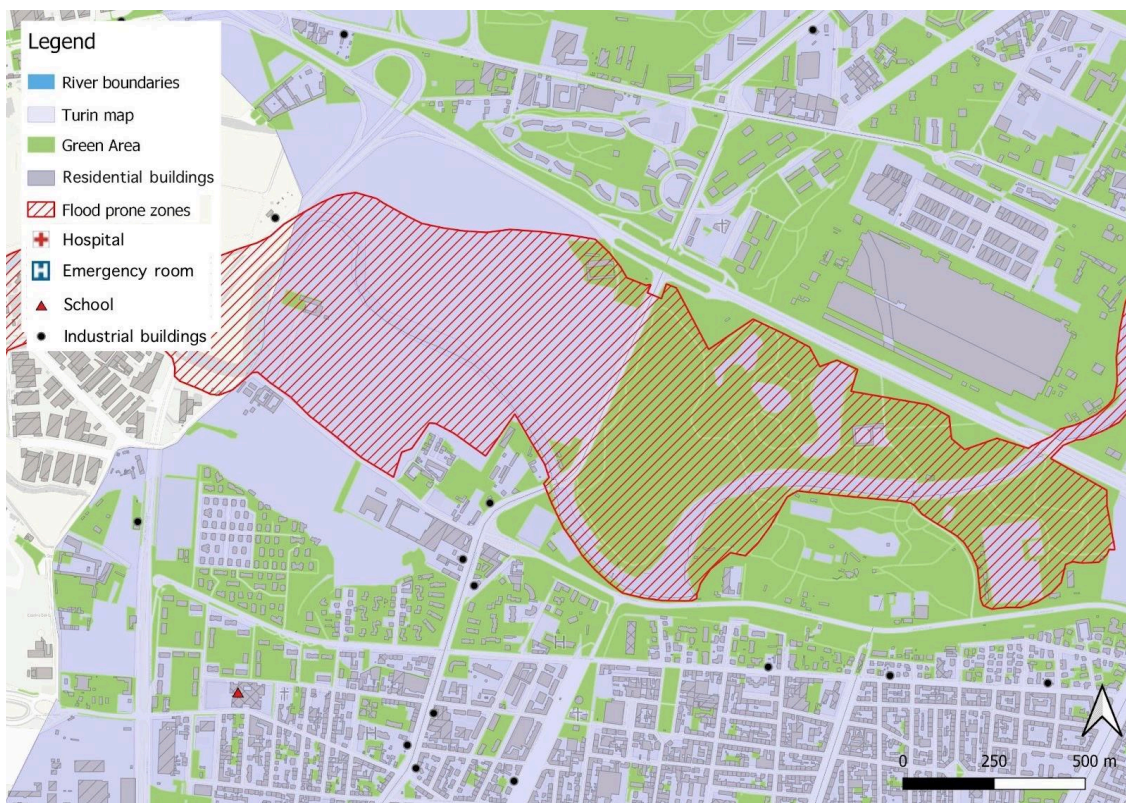 Legend
River boundaries
Turin map
Green Area
Residential buildings
Flood prone zones
Hospital
H Emergency room
School
Industrial buildings
0 250 500 m